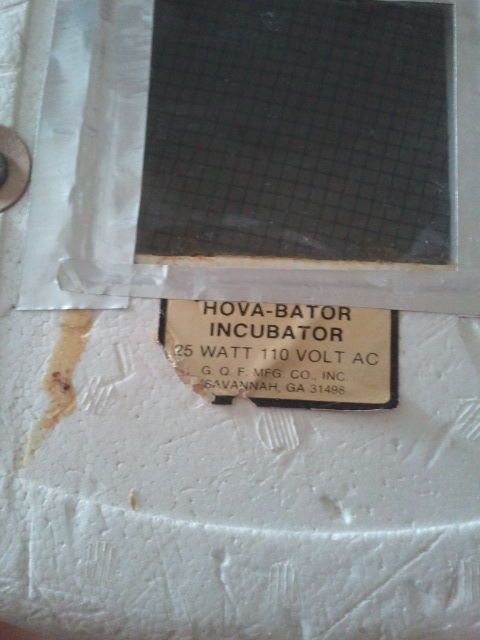 HOVA-BATOR
INCUBATOR
25 WATT 110 VOLT AC
G. Q. F. MFG. CO., INC.
SAVANNAH, GA 31498